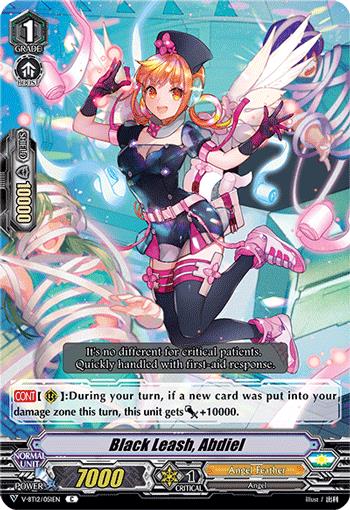 1
GRADE
BOOST
SHIELD
10000
It's no different for critical patients.
Quickly handled with first-aid response.
CONT【】:During your turn, if a new card was put into your
damage zone this turn, this unit gets +10000.
Black Leash, Abdiel
NORMAL
UNIT
POWER
7000
1
CRITICAL
Angel Feather
Angel
V-BT12/051EN C
illust / 出利